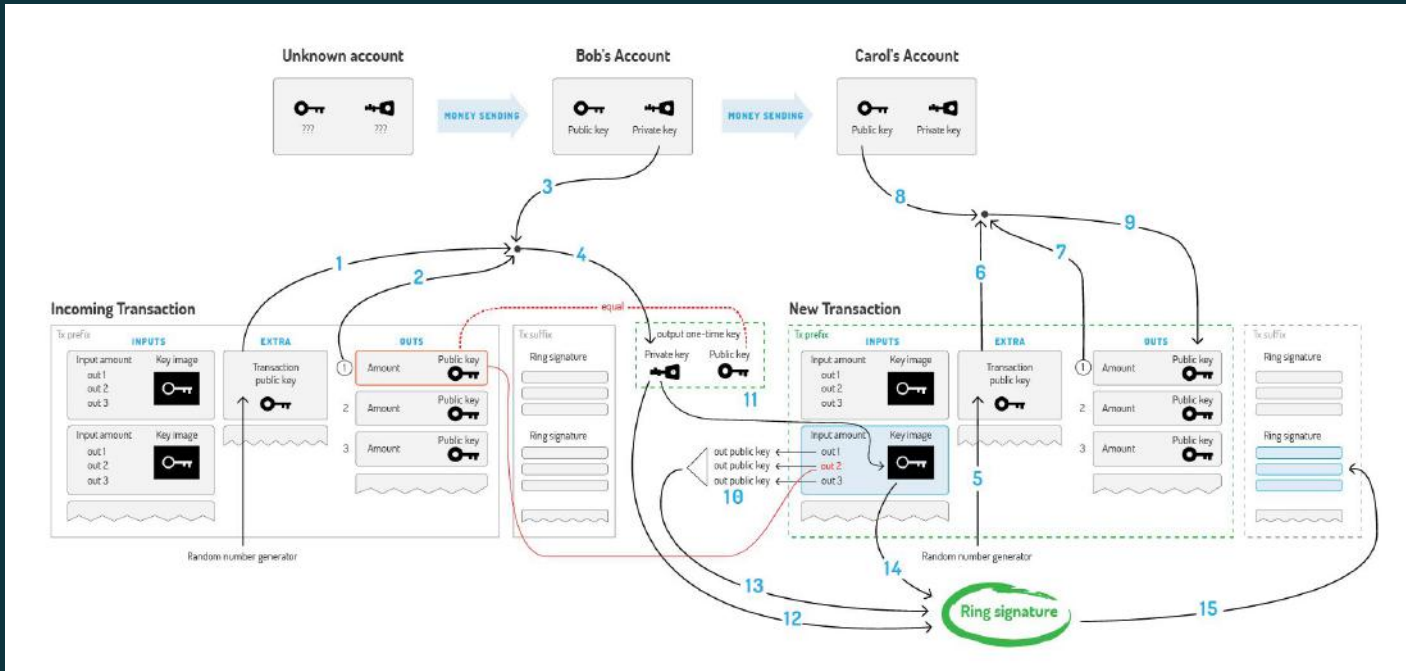 Unknown account
Bob's Account
Carol's Account
???
???
MONEY SENDING
Public key
Private key
MONEY SENDING
Public key
Private key
3
8
9
1
2
4
6
7
Incoming Transaction
equal
New Transaction
Tx prefix
INPUTS
EXTRA
OUTS
Input amount
Key image
out 1
out 2
out 3
Transaction
public key
1
Amount
Public key
2
Amount
Public key
Input amount
Key image
out 1
out 2
out 3
3
Amount
Public key
Random number generator
Tx suffix
Ring signature
Ring signature
output one-time key
Private key
Public key
11
out public key
out public key
out public key
10
Tx prefix
INPUTS
EXTRA
OUTS
Input amount
Key image
out 1
out 2
out 3
Transaction
public key
1
Amount
Public key
2
Amount
Public key
Input amount
Key image
out 1
out 2
out 3
5
3
Amount
Public key
Random number generator
Tx suffix
Ring signature
Ring signature
14
13
12
Ring signature
15